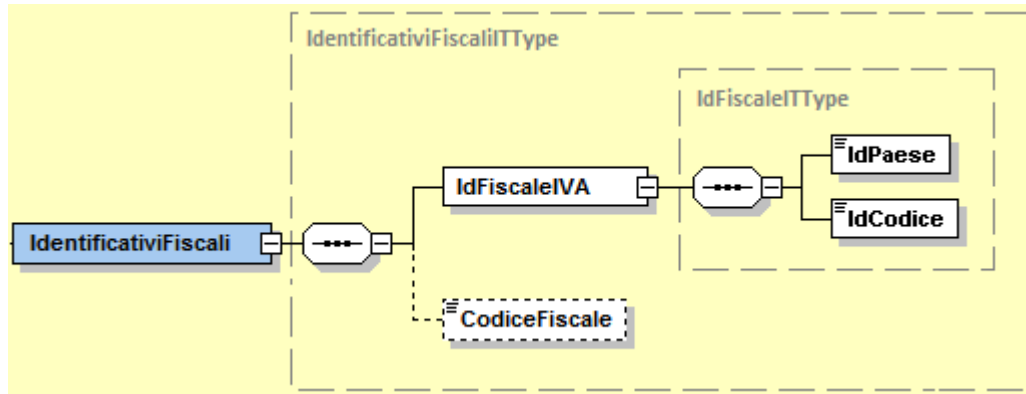 IdentificativiFiscaliITType
IdFiscaleITType
IdPaese
IdFiscaleIVA
IdCodice
IdentificativiFiscali
CodiceFiscale